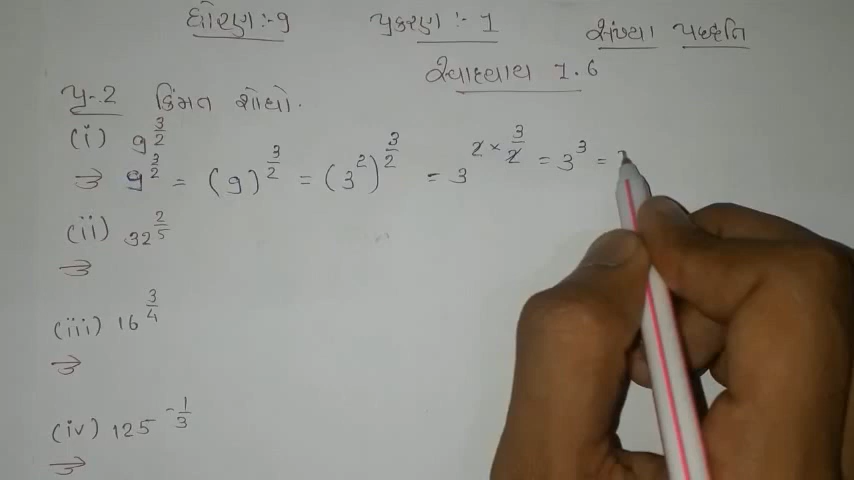 ધોરણ :- 9 પ્રકરણ :- 1 સંખ્યા પદ્ધતિ
સ્વાધ્યાય 1.6
પ્ર.2 કિંમત શોધો.
(i) 9^(3/2)
⇒ 9^(3/2) = (9)^(3/2) = (3^2)^(3/2) = 3^(2 × 3/2) = 3^3 =
(ii) 32^(2/5)
⇒
(iii) 16^(3/4)
⇒
(iv) 125^(-1/3)
⇒